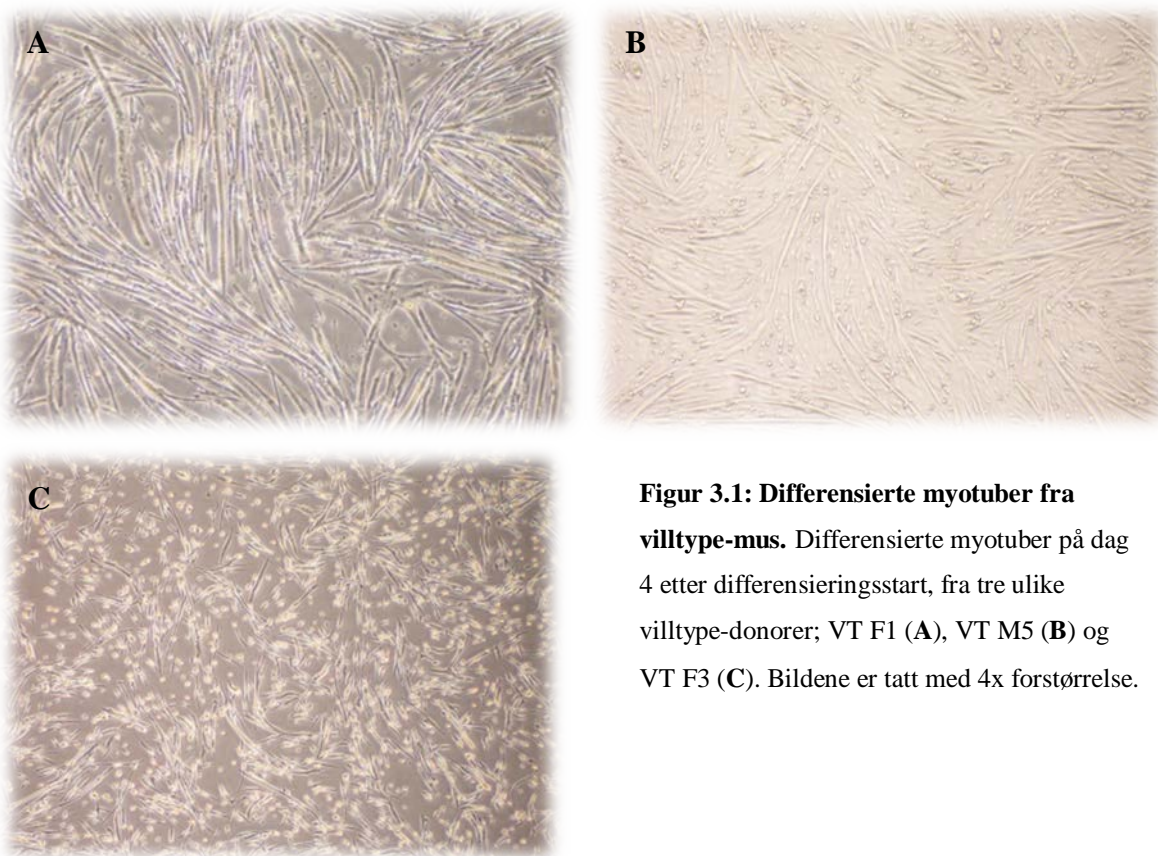 A
B
C
Figur 3.1: Differensierte myotuber fra
villtype-mus. Differensierte myotuber på dag
4 etter differensieringsstart, fra tre ulike
villtype-donorer; VT F1 (A), VT M5 (B) og
VT F3 (C). Bildene er tatt med 4x forstørrelse.